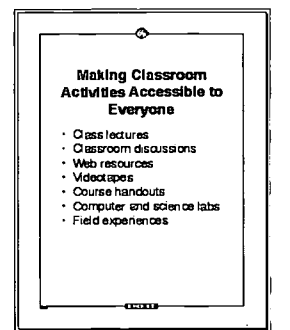 Making Classroom
Activities Accessible to
Everyone
· Class lectures
· Classroom discussions
· Web resources
· Videotapes
· Course handouts
· Computer and science labs
· Field experiences